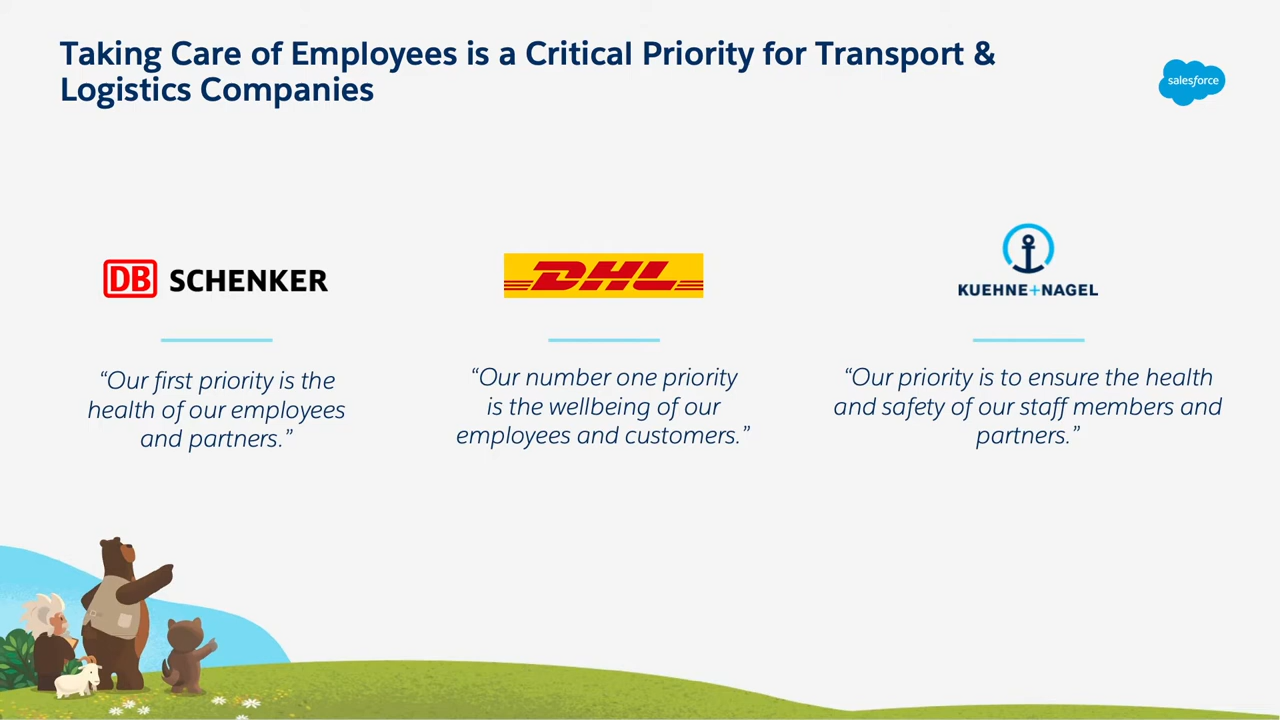 Taking Care of Employees is a Critical Priority for Transport &
Logistics Companies
salesforce
DB SCHENKER
DHL
KUEHNE+NAGEL
“Our first priority is the
health of our employees
and partners.”
“Our number one priority
is the wellbeing of our
employees and customers.”
“Our priority is to ensure the health
and safety of our staff members and
partners.”